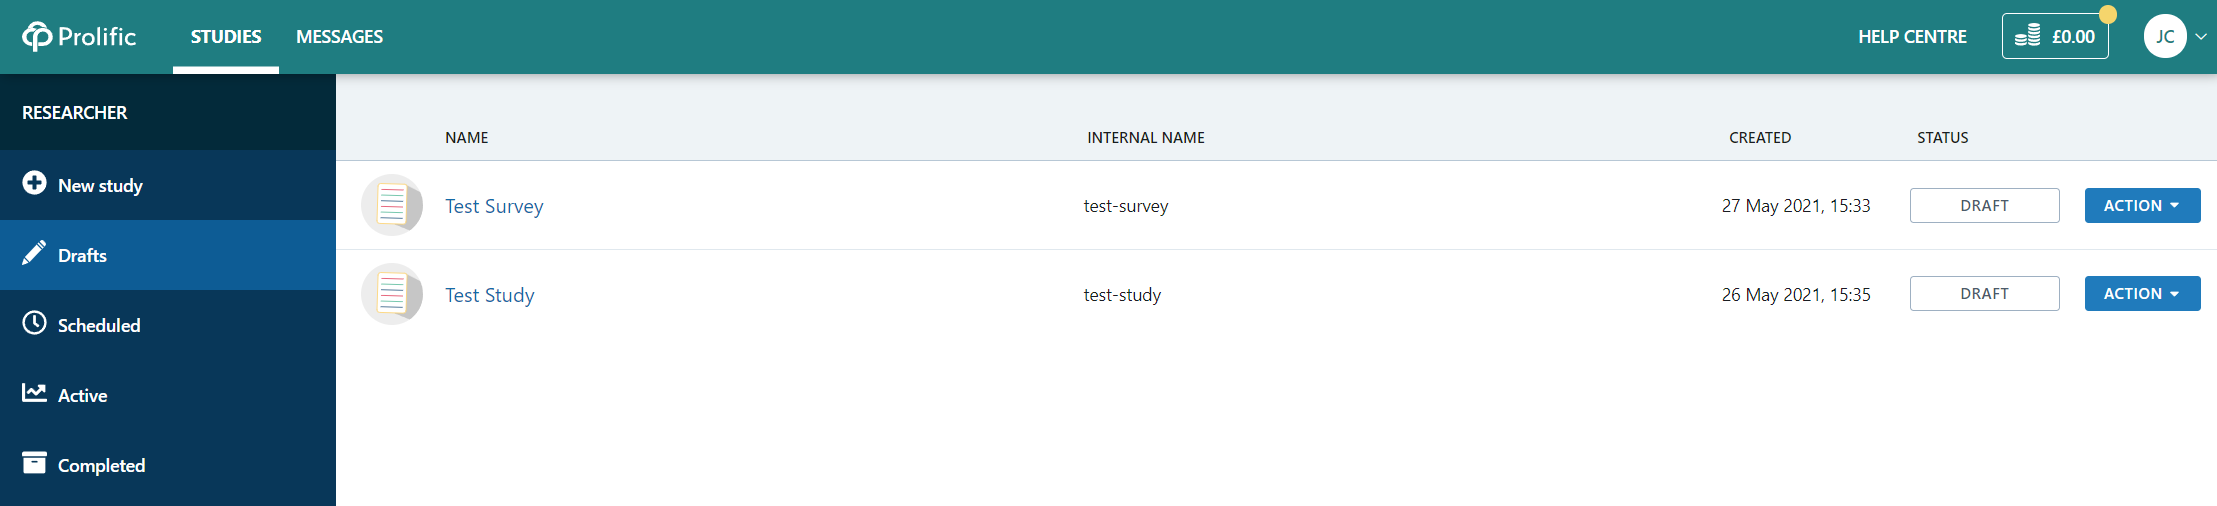 Prolific STUDIES MESSAGES HELP CENTRE £0.00 JC
RESEARCHER
New study
Drafts
Scheduled
Active
Completed
NAME INTERNAL NAME CREATED STATUS
Test Survey test-survey 27 May 2021, 15:33 DRAFT ACTION
Test Study test-study 26 May 2021, 15:35 DRAFT ACTION